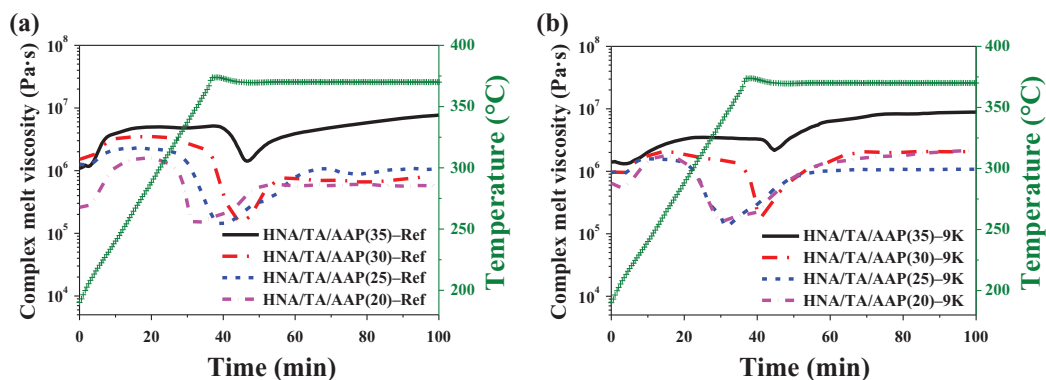 (a)
Complex melt viscosity (Pa·s)
10⁸
10⁷
10⁶
10⁵
10⁴
0 20 40 60 80 100
Time (min)
400
350
300
250
200
Temperature (°C)
HNA/TA/AAP(35)–Ref
HNA/TA/AAP(30)–Ref
HNA/TA/AAP(25)–Ref
HNA/TA/AAP(20)–Ref
(b)
Complex melt viscosity (Pa·s)
10⁸
10⁷
10⁶
10⁵
10⁴
0 20 40 60 80 100
Time (min)
400
350
300
250
200
Temperature (°C)
HNA/TA/AAP(35)–9K
HNA/TA/AAP(30)–9K
HNA/TA/AAP(25)–9K
HNA/TA/AAP(20)–9K